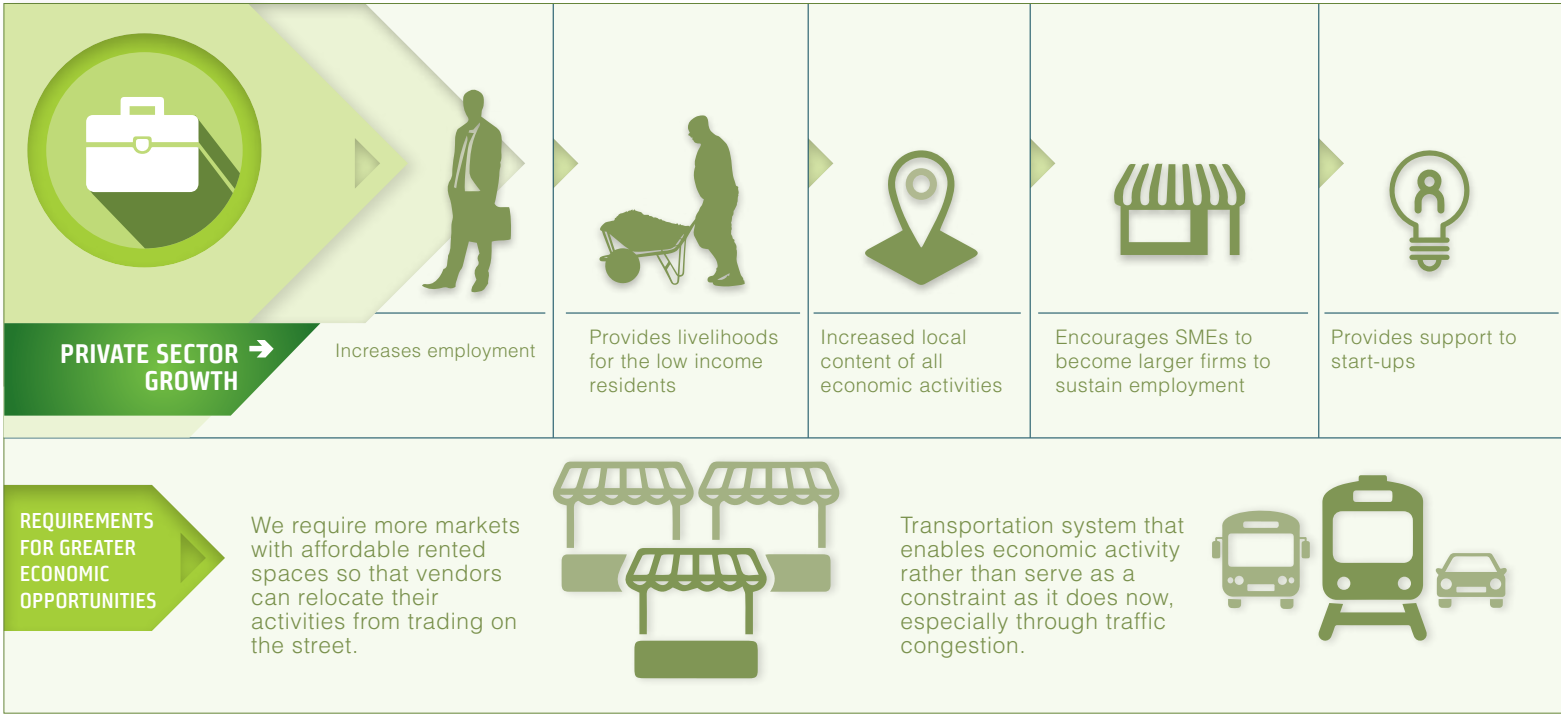 PRIVATE SECTOR ➔
GROWTH
Increases employment
Provides livelihoods
for the low income
residents
Increased local
content of all
economic activities
Encourages SMEs to
become larger firms to
sustain employment
Provides support to
start-ups
REQUIREMENTS
FOR GREATER
ECONOMIC
OPPORTUNITIES
We require more markets
with affordable rented
spaces so that vendors
can relocate their
activities from trading on
the street.
Transportation system that
enables economic activity
rather than serve as a
constraint as it does now,
especially through traffic
congestion.